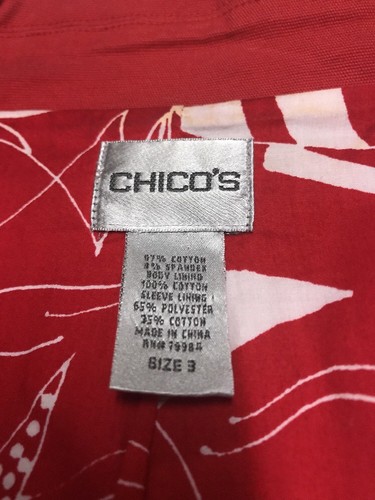 CHICO'S
97% COTTON
3% SPANDEX
BODY LINING
100% COTTON
SLEEVE LINING
65% POLYESTER
35% COTTON
MADE IN CHINA
RN# 79984
SIZE 3